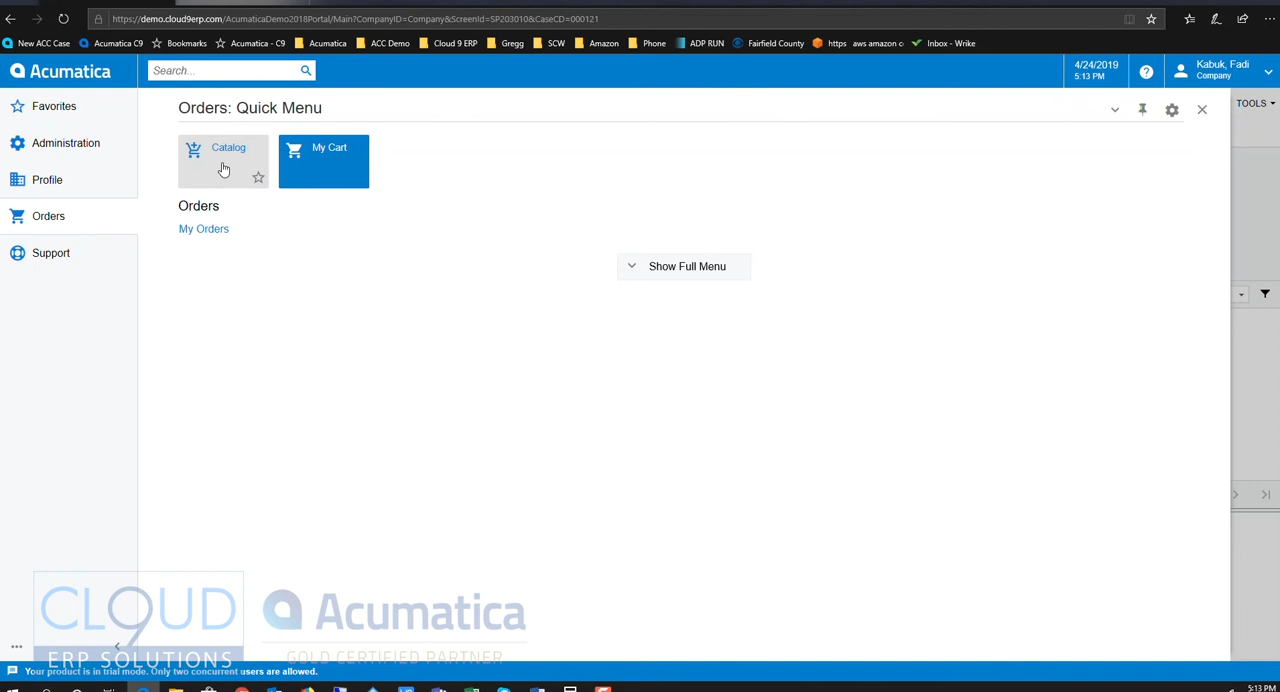 https://demo.cloud9erp.com/AcumaticaDemo2018Portal/Main?CompanyID=Company&ScreenId=SP203010&CaseCD=000121
New ACC Case Acumatica C9 Bookmarks Acumatica - C9 Acumatica ACC Demo Cloud 9 ERP Gregg SCW Amazon Phone ADP RUN Fairfield County https aws amazon c Inbox - Wrike
Acumatica Search... 4/24/2019 5:13 PM Kabuk, Fadi Company
Favorites
Administration
Profile
Orders
Support
Orders: Quick Menu
TOOLS
Catalog My Cart
Orders
My Orders
Show Full Menu
CLOUD 9
ERP SOLUTIONS
Acumatica
GOLD CERTIFIED PARTNER
Your product is in trial mode. Only two concurrent users are allowed.
5:13 PM